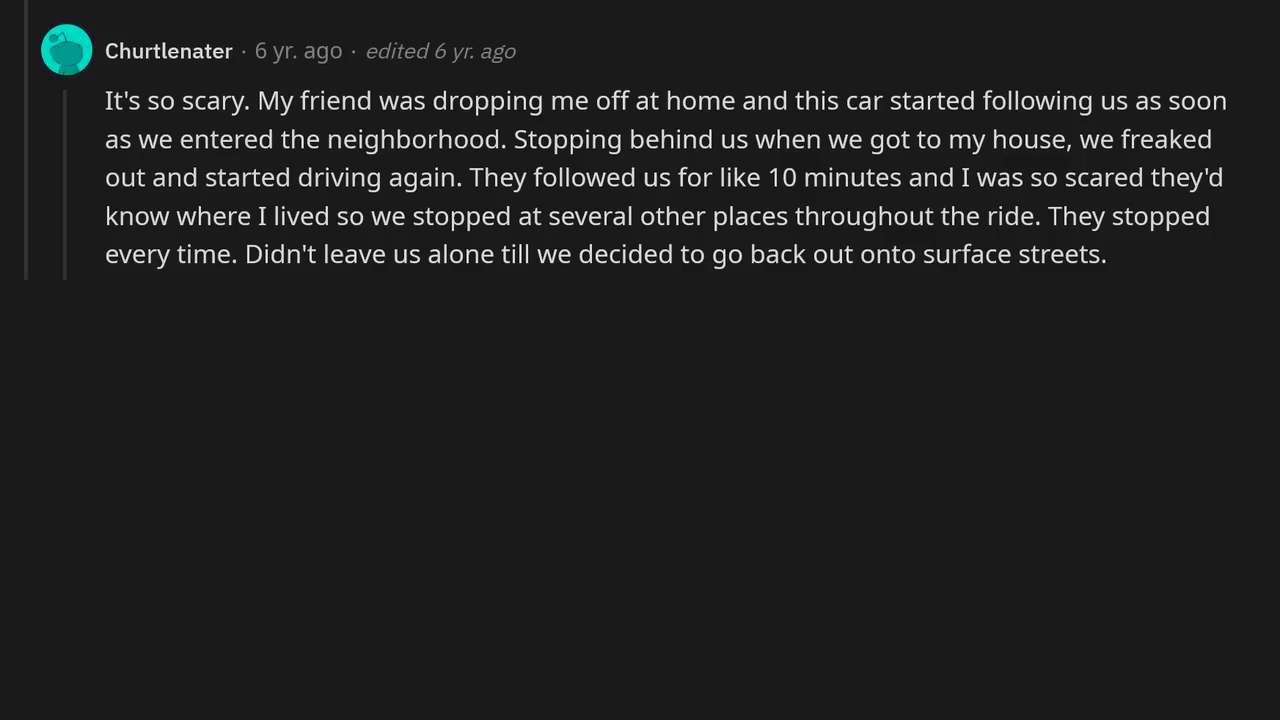 Churtlenater · 6 yr. ago · edited 6 yr. ago
It's so scary. My friend was dropping me off at home and this car started following us as soon
as we entered the neighborhood. Stopping behind us when we got to my house, we freaked
out and started driving again. They followed us for like 10 minutes and I was so scared they'd
know where I lived so we stopped at several other places throughout the ride. They stopped
every time. Didn't leave us alone till we decided to go back out onto surface streets.